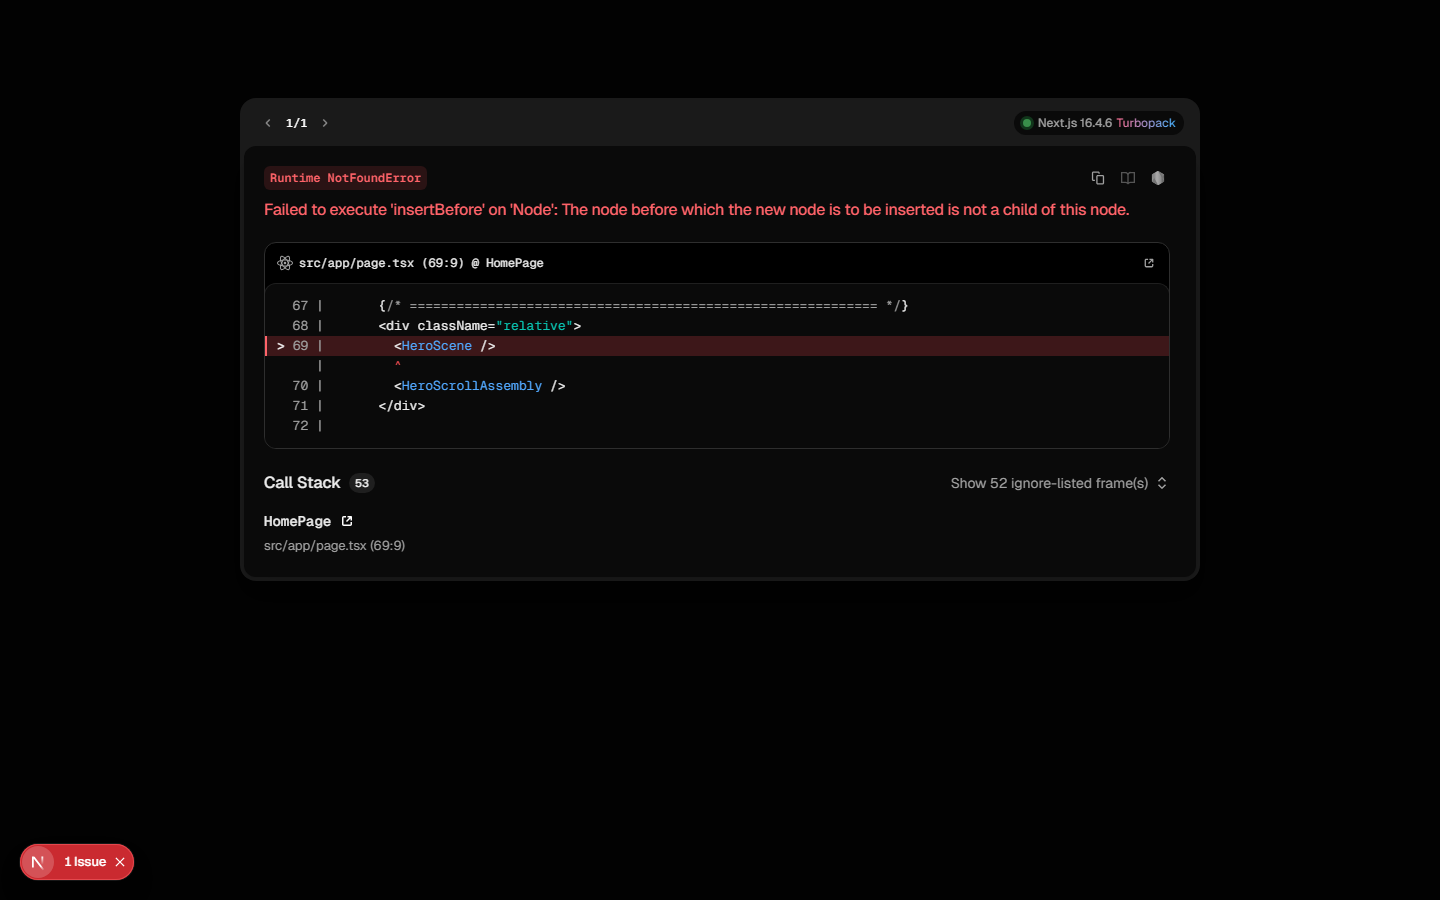 1/1
Next.js 16.4.6 Turbopack
Runtime NotFoundError
Failed to execute 'insertBefore' on 'Node': The node before which the new node is to be inserted is not a child of this node.
src/app/page.tsx (69:9) @ HomePage
67 | {/* ============================================================ */}
68 | <div className="relative">
> 69 | <HeroScene />
| ^
70 | <HeroScrollAssembly />
71 | </div>
72 |
Call Stack 53
Show 52 ignore-listed frame(s)
HomePage
src/app/page.tsx (69:9)
N 1 Issue